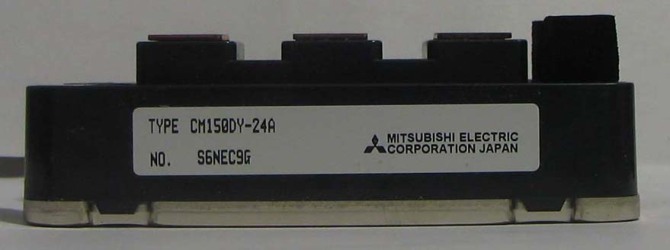 TYPE CM150DY-24A
NO. S6NEC9G
MITSUBISHI ELECTRIC
CORPORATION JAPAN